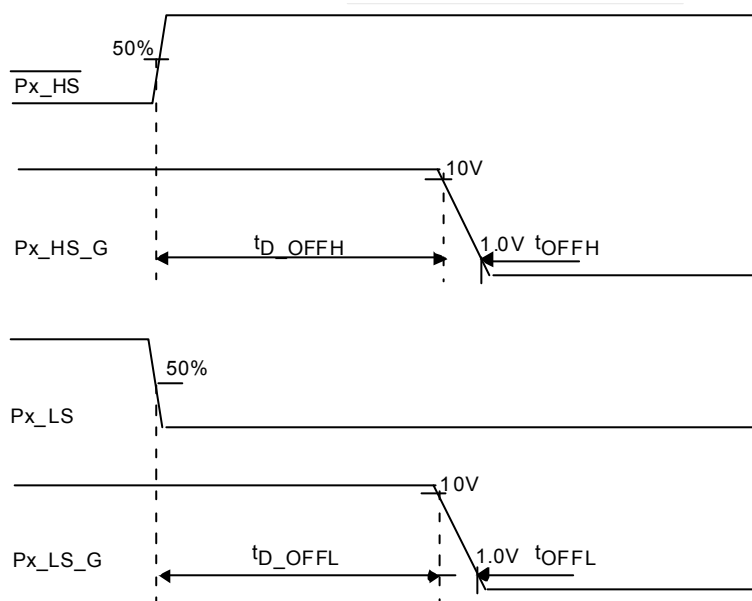 50%
Px_HS
10V
Px_HS_G
tD_OFFH
1.0V
tOFFH
50%
Px_LS
10V
Px_LS_G
tD_OFFL
1.0V
tOFFL